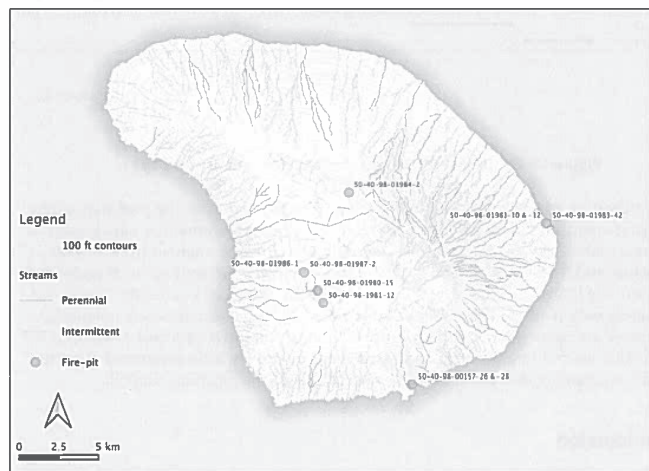 50-40-98-01984-2
50-40-98-01983-10 & -32 50-40-98-01983-42
Legend
100 ft contours
50-40-98-01986-1 50-40-98-01987-2
Streams
50-40-98-01980-15
50-40-98-1981-12
Perennial
Intermittent
Fire-pit
50-40-98-00157-26 & -28
0 2.5 5 km